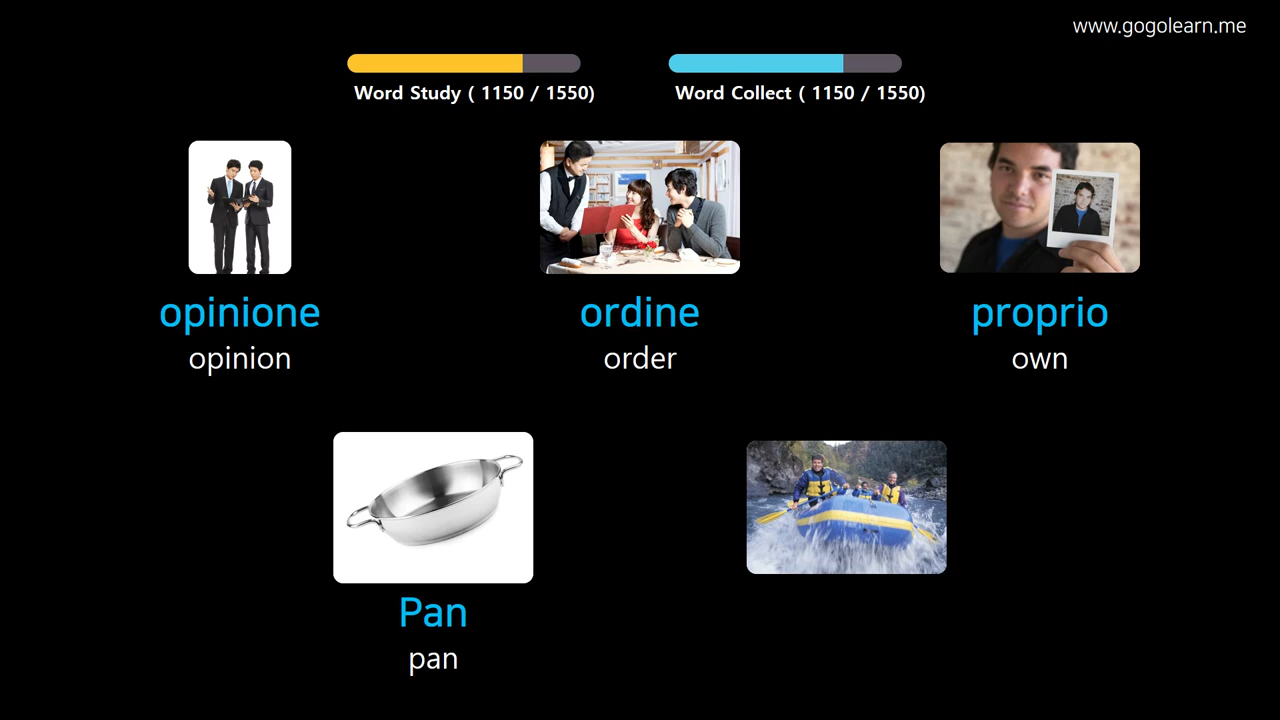 www.gogolearn.me
Word Study ( 1150 / 1550)
Word Collect ( 1150 / 1550)
opinione
opinion
ordine
order
proprio
own
Pan
pan